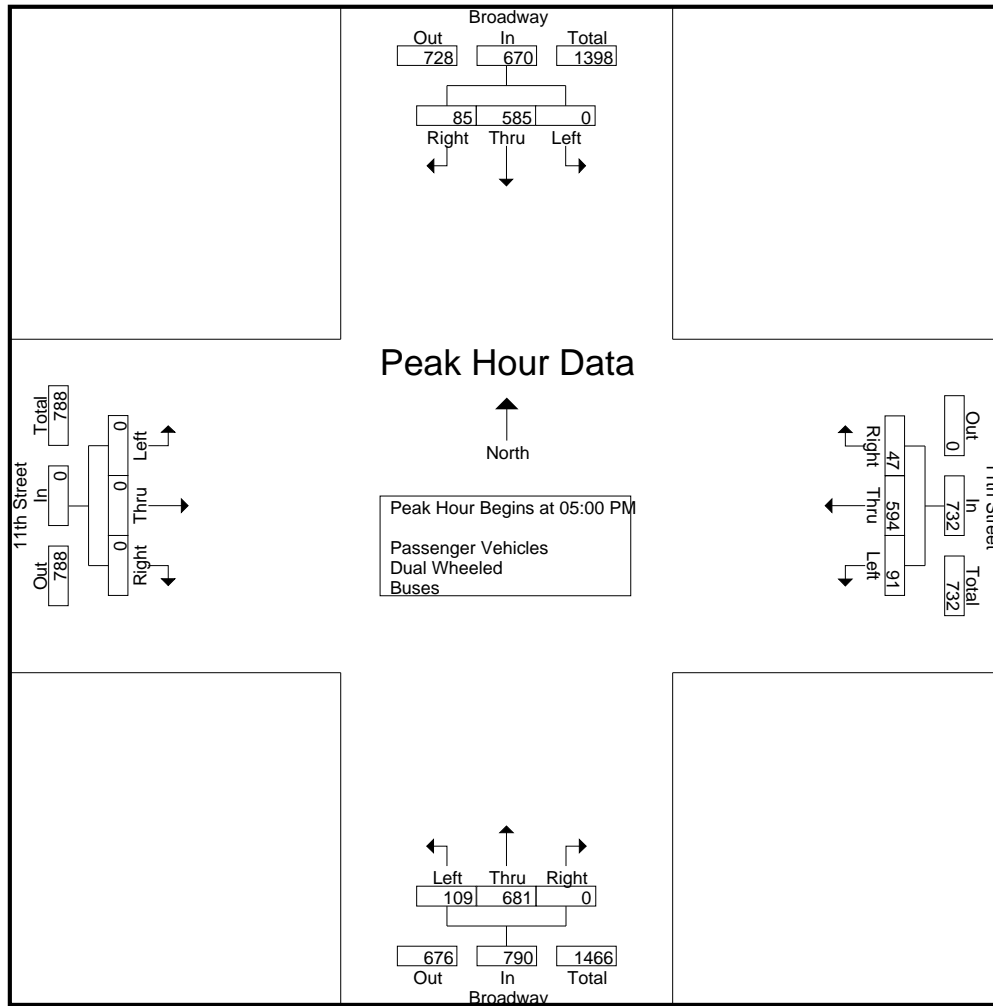 Broadway
Out In Total
728 670 1398
85 585 0
Right Thru Left
Peak Hour Data
North
Peak Hour Begins at 05:00 PM
Passenger Vehicles
Dual Wheeled
Buses
11th Street
Total In Out
788 0 788
0 0 0
Left Thru Right
11th Street
Out In Total
0 732 732
47 594 91
Right Thru Left
Left Thru Right
109 681 0
676 790 1466
Out In Total
Broadway